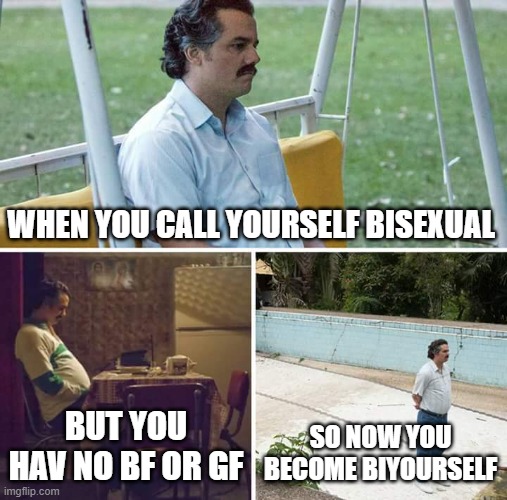 WHEN YOU CALL YOURSELF BISEXUAL
BUT YOU
HAV NO BF OR GF
SO NOW YOU
BECOME BIYOURSELF
imgflip.com